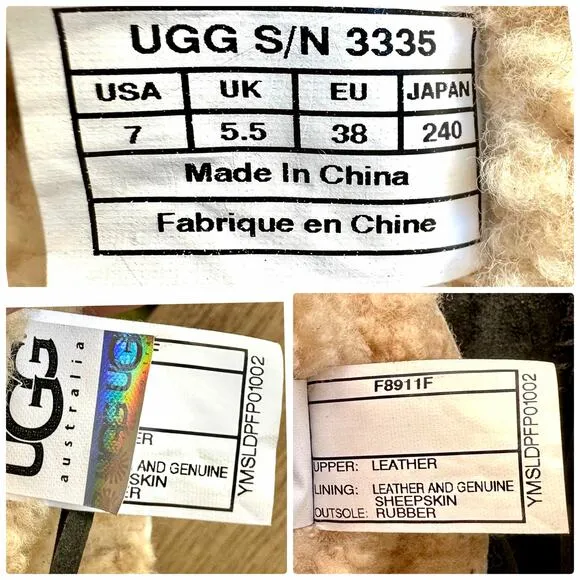 UGG S/N 3335
USA UK EU JAPAN
7 5.5 38 240
Made In China
Fabrique en Chine
UGG
australia
UGG
ER
AND GENUINE
SKIN
ER
YMSLDPFP01002
F8911F
UPPER: LEATHER
LINING: LEATHER AND GENUINE
SHEEPSKIN
OUTSOLE: RUBBER
YMSLDPFP01002